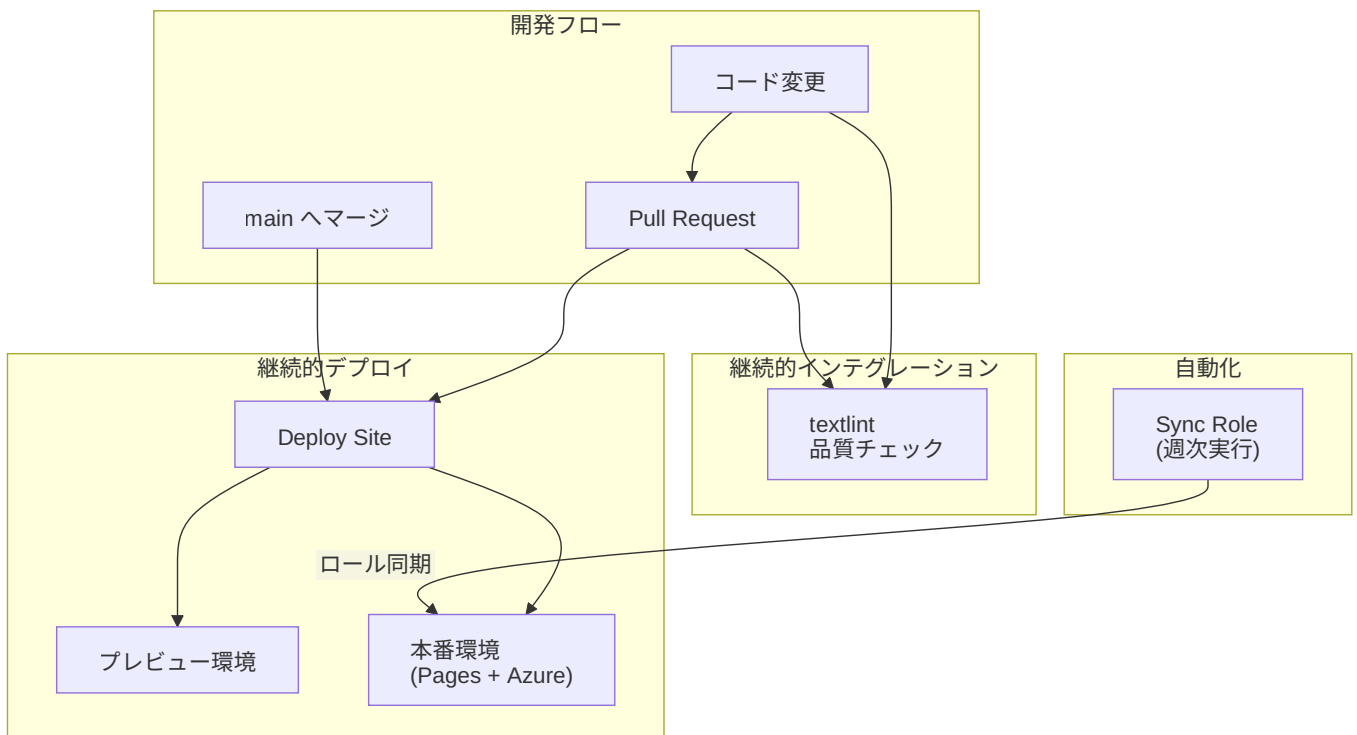 開発フロー
コード変更
main へマージ
Pull Request
継続的デプロイ
Deploy Site
プレビュー環境
ロール同期
本番環境
(Pages + Azure)
継続的インテグレーション
textlint
品質チェック
自動化
Sync Role
(週次実行)